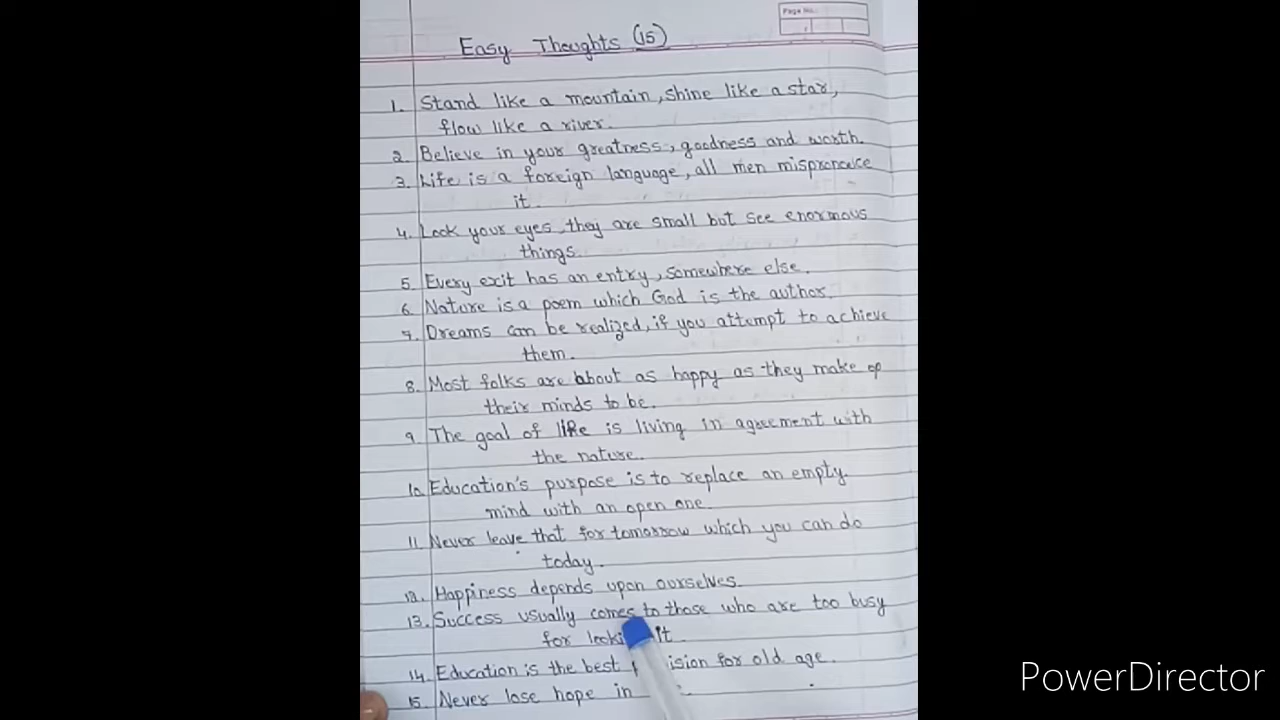 Page No.
Easy Thoughts (15)
1. Stand like a mountain, shine like a star,
flow like a river.
2. Believe in your greatness, goodness and worth.
3. Life is a foreign language, all men mispronouce
it.
4. Look your eyes, they are small but see enormous
things.
5. Every exit has an entry, somewhere else.
6. Nature is a poem which God is the author.
7. Dreams can be realized, if you attempt to achieve
them.
8. Most folks are about as happy as they make op
their minds to be.
9. The goal of life is living in agreement with
the nature.
10. Education's purpose is to replace an empty
mind with an open one.
11. Never leave that for tomorrow which you can do
today.
12. Happiness depends upon ourselves.
13. Success usually comes to those who are too busy
for it.
14. Education is the best for old age.
15. Never lose hope in
PowerDirector